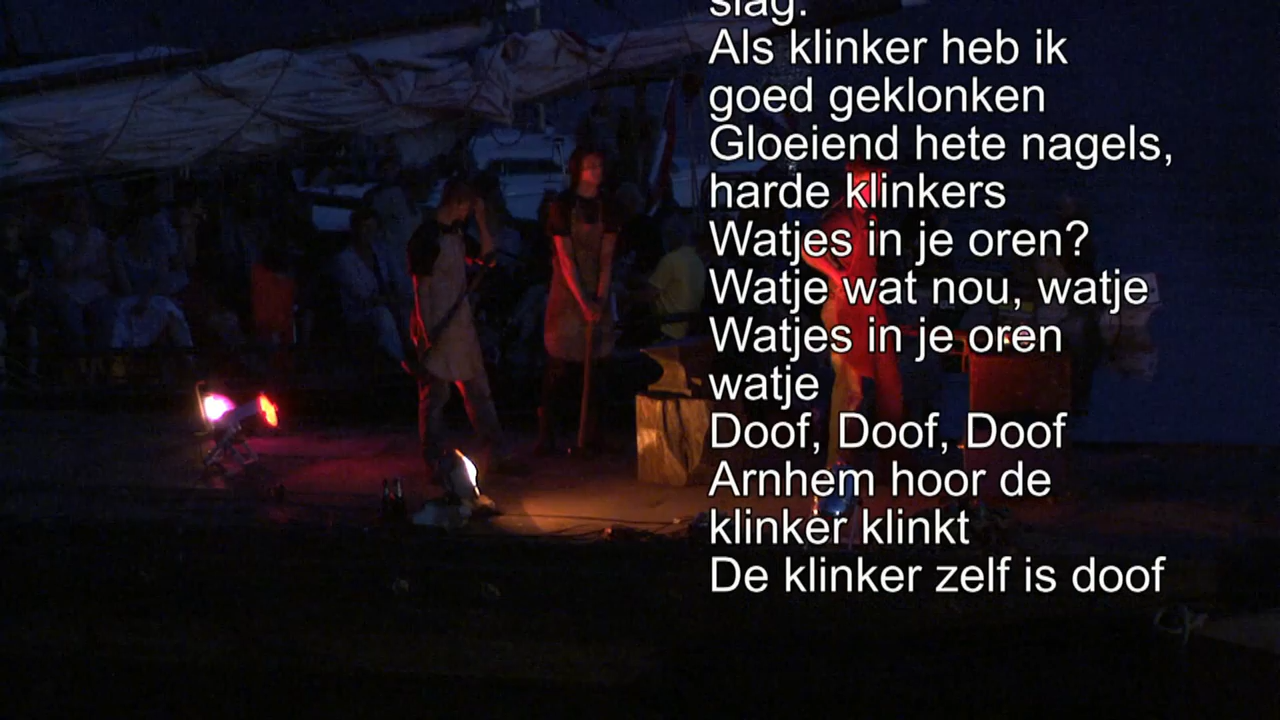 slag.
Als klinker heb ik
goed geklonken
Gloeiend hete nagels,
harde klinkers
Watjes in je oren?
Watje wat nou, watje
Watjes in je oren
watje
Doof, Doof, Doof
Arnhem hoor de
klinker klinkt
De klinker zelf is doof